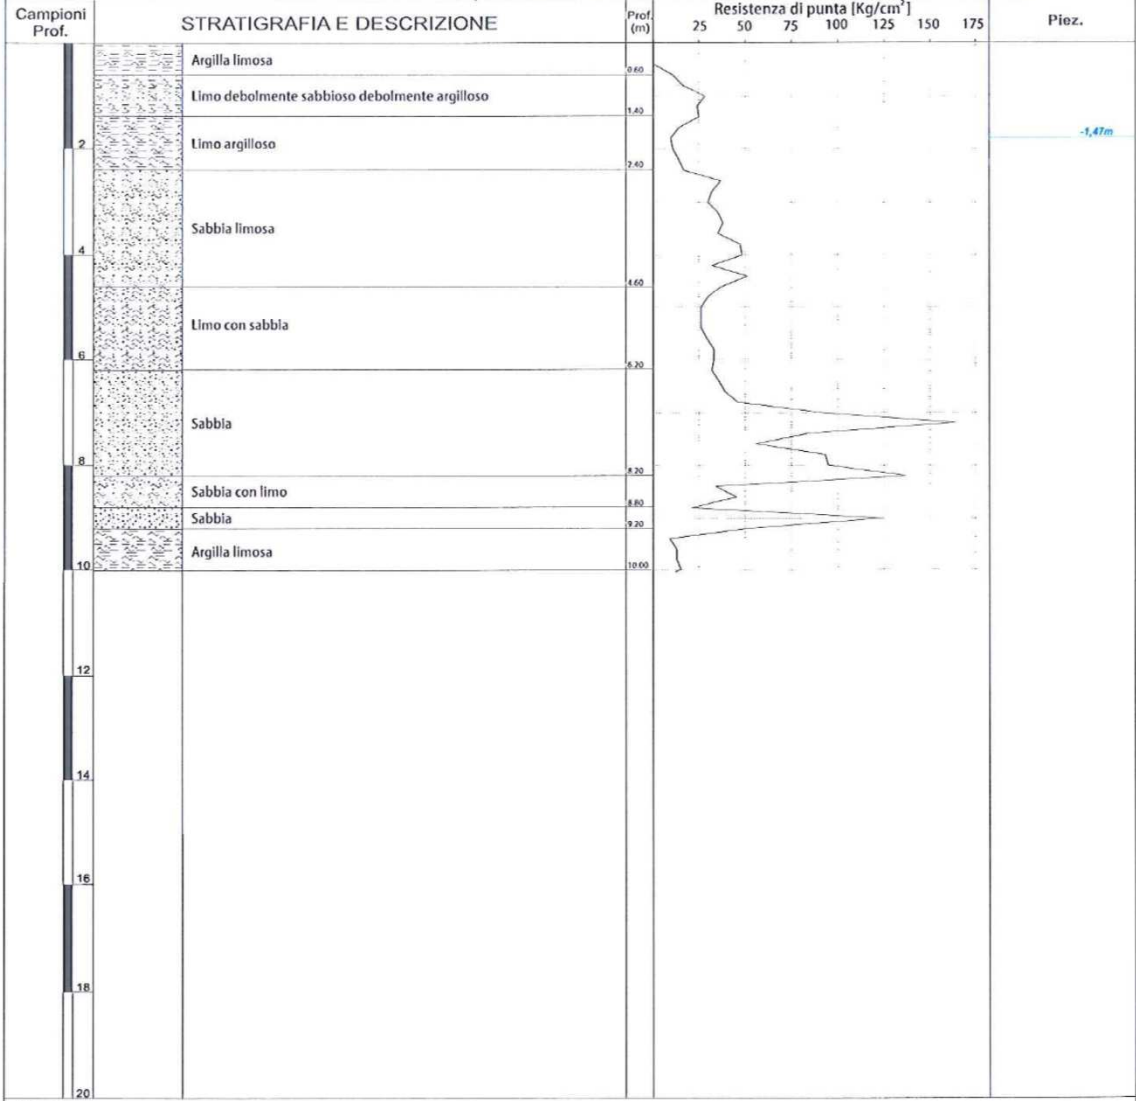 Campioni
Prof.
STRATIGRAFIA E DESCRIZIONE
Prof.
(m)
Resistenza di punta [Kg/cm²]
25 50 75 100 125 150 175
Piez.
Argilla limosa
0.60
Limo debolmente sabbioso debolmente argilloso
1.40
-1,47m
Limo argilloso
2
2.40
Sabbia limosa
4
4.60
Limo con sabbia
6
6.20
Sabbia
8
8.20
Sabbia con limo
8.80
Sabbia
9.20
Argilla limosa
10
10.00
12
14
16
18
20